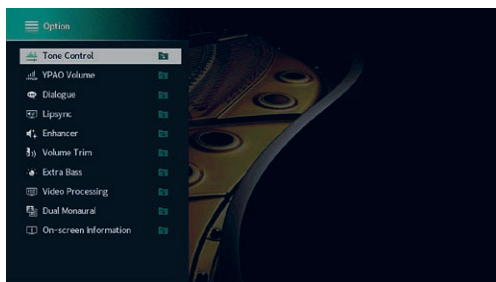 Option
Tone Control
YPAO Volume
Dialogue
Lipsync
Enhancer
Volume Trim
Extra Bass
Video Processing
Dual Monaural
On-screen Information